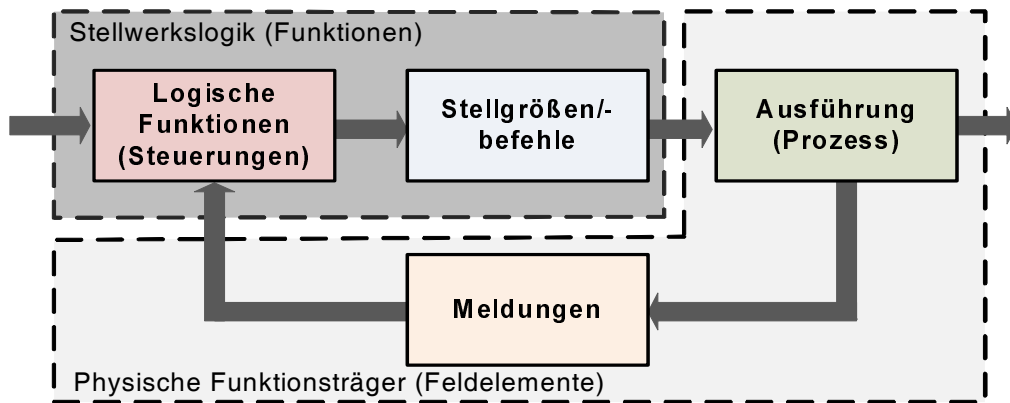 Stellwerkslogik (Funktionen)
Logische
Funktionen
(Steuerungen)
Stellgrößen/-
befehle
Ausführung
(Prozess)
Meldungen
Physische Funktionsträger (Feldelemente)